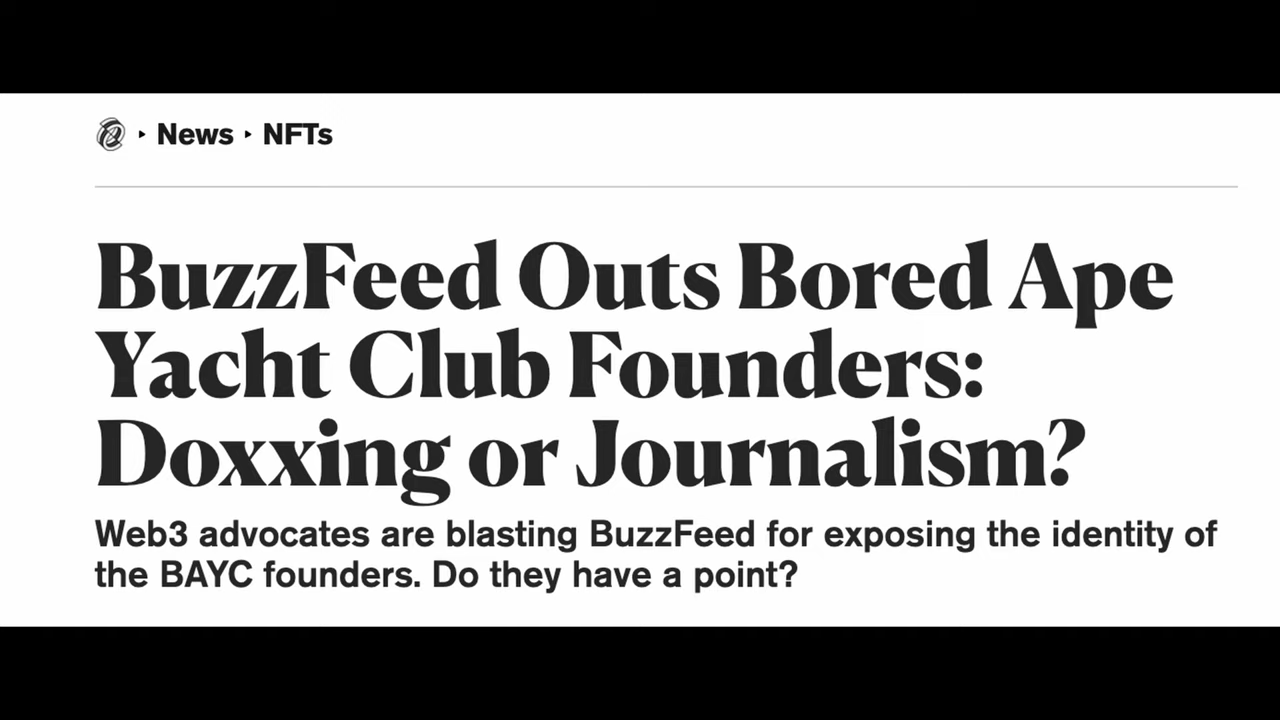 News ‣ NFTs
BuzzFeed Outs Bored Ape
Yacht Club Founders:
Doxxing or Journalism?
Web3 advocates are blasting BuzzFeed for exposing the identity of
the BAYC founders. Do they have a point?